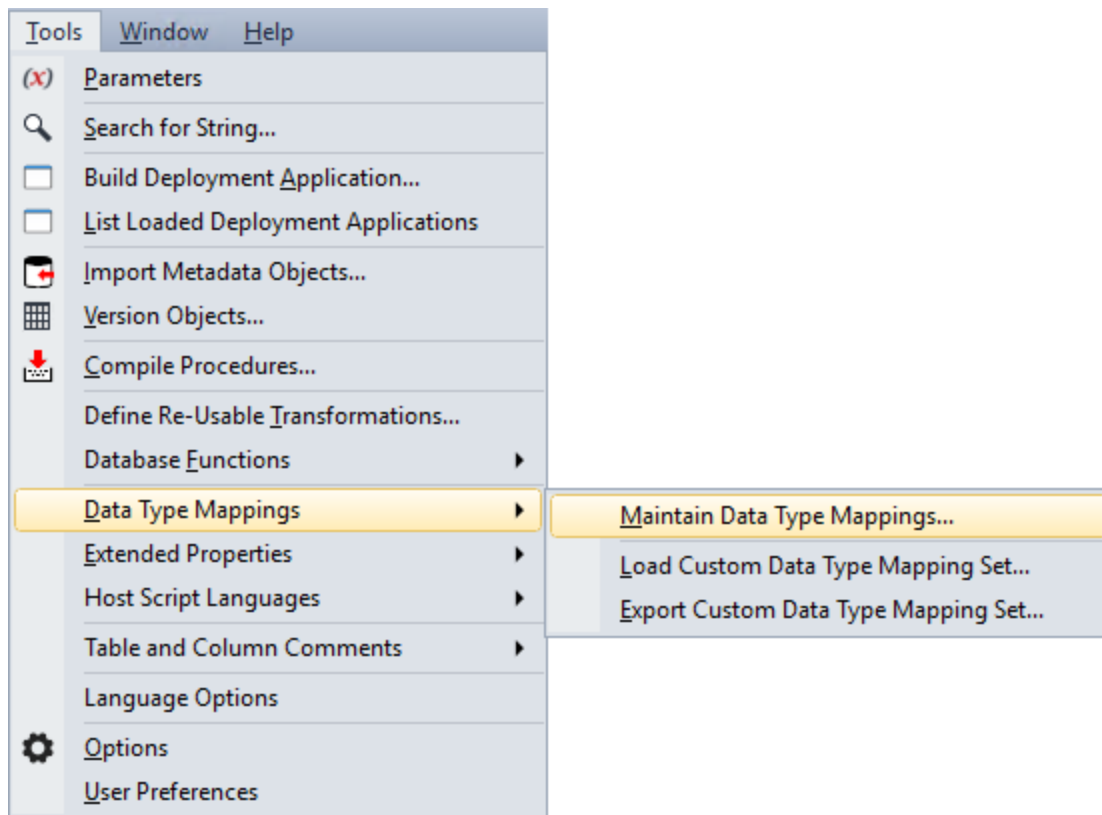 Tools Window Help
(x) Parameters
Search for String...
Build Deployment Application...
List Loaded Deployment Applications
Import Metadata Objects...
Version Objects...
Compile Procedures...
Define Re-Usable Transformations...
Database Functions
Data Type Mappings
Maintain Data Type Mappings...
Extended Properties
Load Custom Data Type Mapping Set...
Host Script Languages
Export Custom Data Type Mapping Set...
Table and Column Comments
Language Options
Options
User Preferences